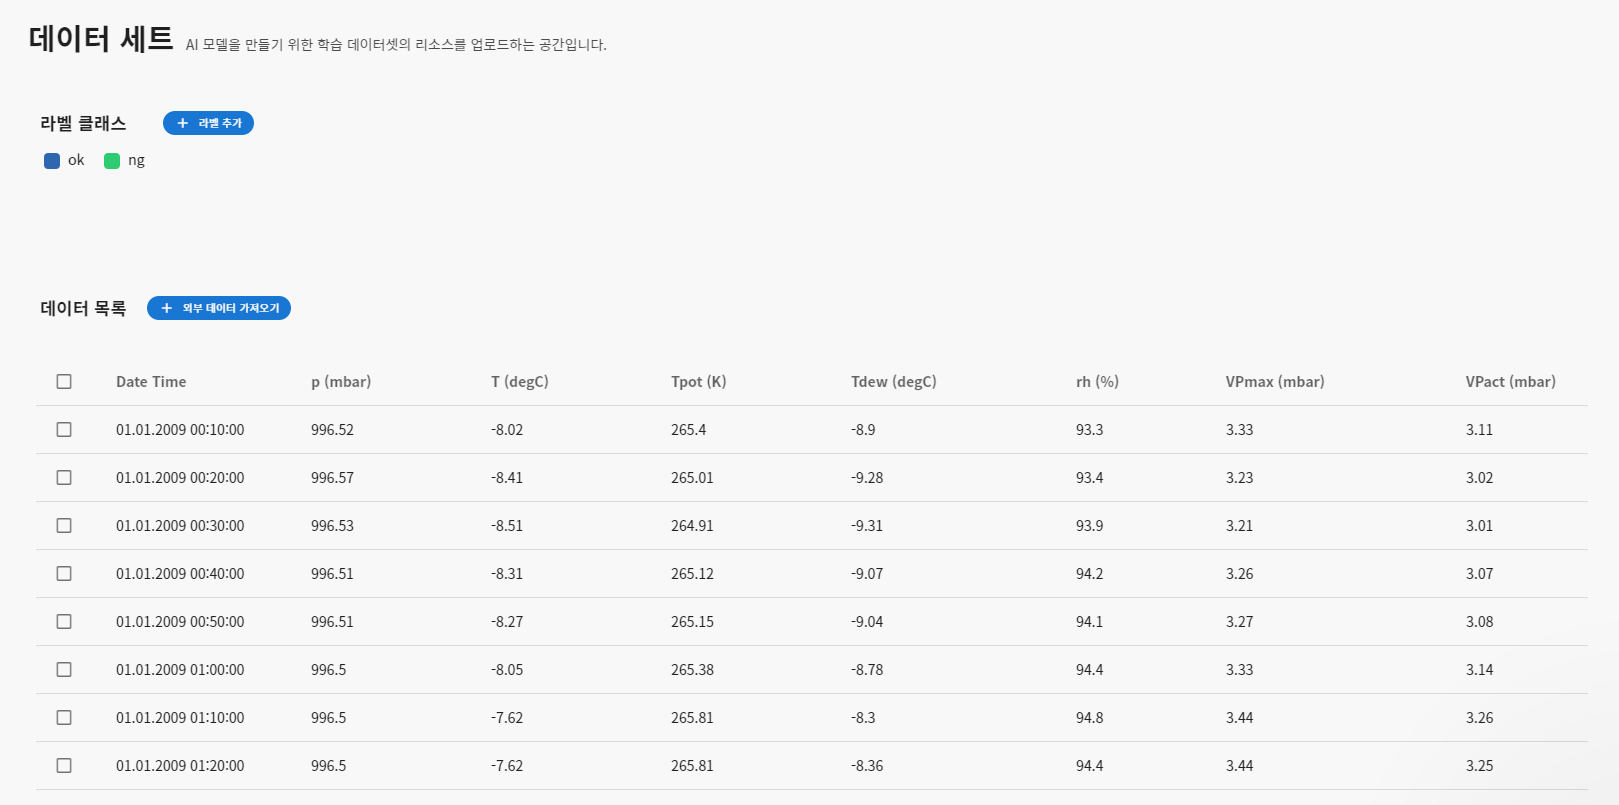 데이터 세트 AI 모델을 만들기 위한 학습 데이터셋의 리소스를 업로드하는 공간입니다.
라벨 클래스 + 라벨 추가
ok ng
데이터 목록 + 외부 데이터 가져오기
Date Time p (mbar) T (degC) Tpot (K) Tdew (degC) rh (%) VPmax (mbar) VPact (mbar)
01.01.2009 00:10:00 996.52 -8.02 265.4 -8.9 93.3 3.33 3.11
01.01.2009 00:20:00 996.57 -8.41 265.01 -9.28 93.4 3.23 3.02
01.01.2009 00:30:00 996.53 -8.51 264.91 -9.31 93.9 3.21 3.01
01.01.2009 00:40:00 996.51 -8.31 265.12 -9.07 94.2 3.26 3.07
01.01.2009 00:50:00 996.51 -8.27 265.15 -9.04 94.1 3.27 3.08
01.01.2009 01:00:00 996.5 -8.05 265.38 -8.78 94.4 3.33 3.14
01.01.2009 01:10:00 996.5 -7.62 265.81 -8.3 94.8 3.44 3.26
01.01.2009 01:20:00 996.5 -7.62 265.81 -8.36 94.4 3.44 3.25